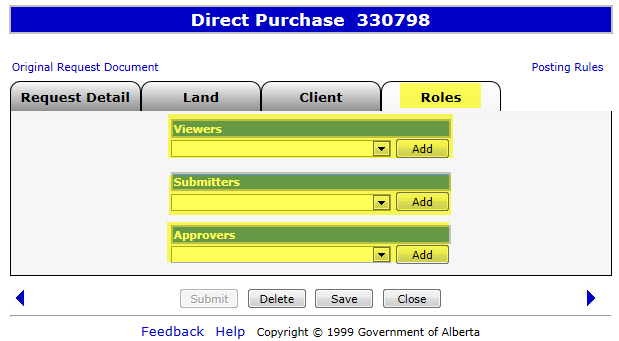 Direct Purchase 330798
Original Request Document Posting Rules
Request Detail Land Client Roles
Viewers
Add
Submitters
Add
Approvers
Add
Submit Delete Save Close
Feedback Help Copyright © 1999 Government of Alberta